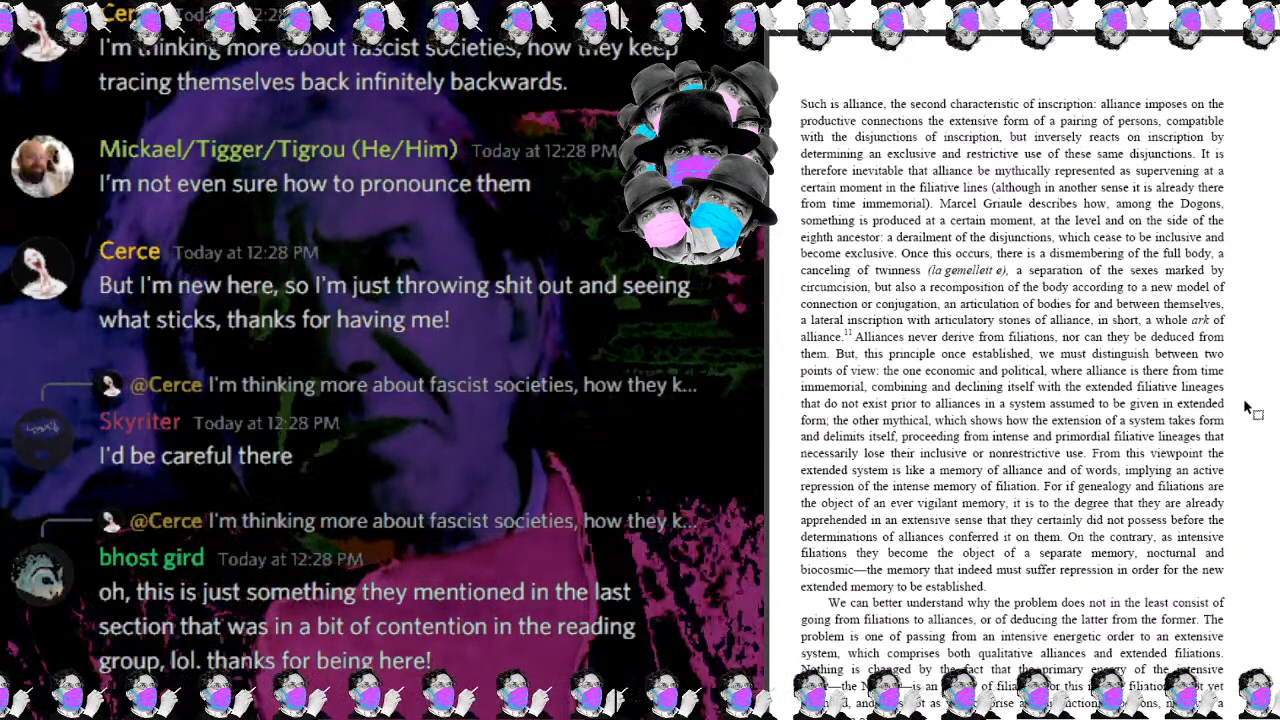 Cer Today at 12:28
I'm thinking more about fascist societies, how they keep
tracing themselves back infinitely backwards.
Mickael/Tigger/Tigrou (He/Him) Today at 12:28 PM
I'm not even sure how to pronounce them
Cerce Today at 12:28 PM
But I'm new here, so I'm just throwing shit out and seeing
what sticks, thanks for having me!
@Cerce I'm thinking more about fascist societies, how they k...
Skyriter Today at 12:28 PM
I'd be careful there
@Cerce I'm thinking more about fascist societies, how they k...
bhost gird Today at 12:28 PM
oh, this is just something they mentioned in the last
section that was in a bit of contention in the reading
group, lol. thanks for being here!
Such is alliance, the second characteristic of inscription: alliance imposes on the
productive connections the extensive form of a pairing of persons, compatible
with the disjunctions of inscription, but inversely reacts on inscription by
determining an exclusive and restrictive use of these same disjunctions. It is
therefore inevitable that alliance be mythically represented as supervening at a
certain moment in the filiative lines (although in another sense it is already there
from time immemorial). Marcel Griaule describes how, among the Dogons,
something is produced at a certain moment, at the level and on the side of the
eighth ancestor: a derailment of the disjunctions, which cease to be inclusive and
become exclusive. Once this occurs, there is a dismembering of the full body, a
canceling of twinness (la gemellett e), a separation of the sexes marked by
circumcision, but also a recomposition of the body according to a new model of
connection or conjugation, an articulation of bodies for and between themselves,
a lateral inscription with articulatory stones of alliance, in short, a whole ark of
alliance.11 Alliances never derive from filiations, nor can they be deduced from
them. But, this principle once established, we must distinguish between two
points of view: the one economic and political, where alliance is there from time
immemorial, combining and declining itself with the extended filiative lineages
that do not exist prior to alliances in a system assumed to be given in extended
form; the other mythical, which shows how the extension of a system takes form
and delimits itself, proceeding from intense and primordial filiative lineages that
necessarily lose their inclusive or nonrestrictive use. From this viewpoint the
extended system is like a memory of alliance and of words, implying an active
repression of the intense memory of filiation. For if genealogy and filiations are
the object of an ever vigilant memory, it is to the degree that they are already
apprehended in an extensive sense that they certainly did not possess before the
determinations of alliances conferred it on them. On the contrary, as intensive
filiations they become the object of a separate memory, nocturnal and
biocosmic—the memory that indeed must suffer repression in order for the new
extended memory to be established.
We can better understand why the problem does not in the least consist of
going from filiations to alliances, or of deducing the latter from the former. The
problem is one of passing from an intensive energetic order to an extensive
system, which comprises both qualitative alliances and extended filiations.
Nothing is changed by the fact that the primary energy of the intensive